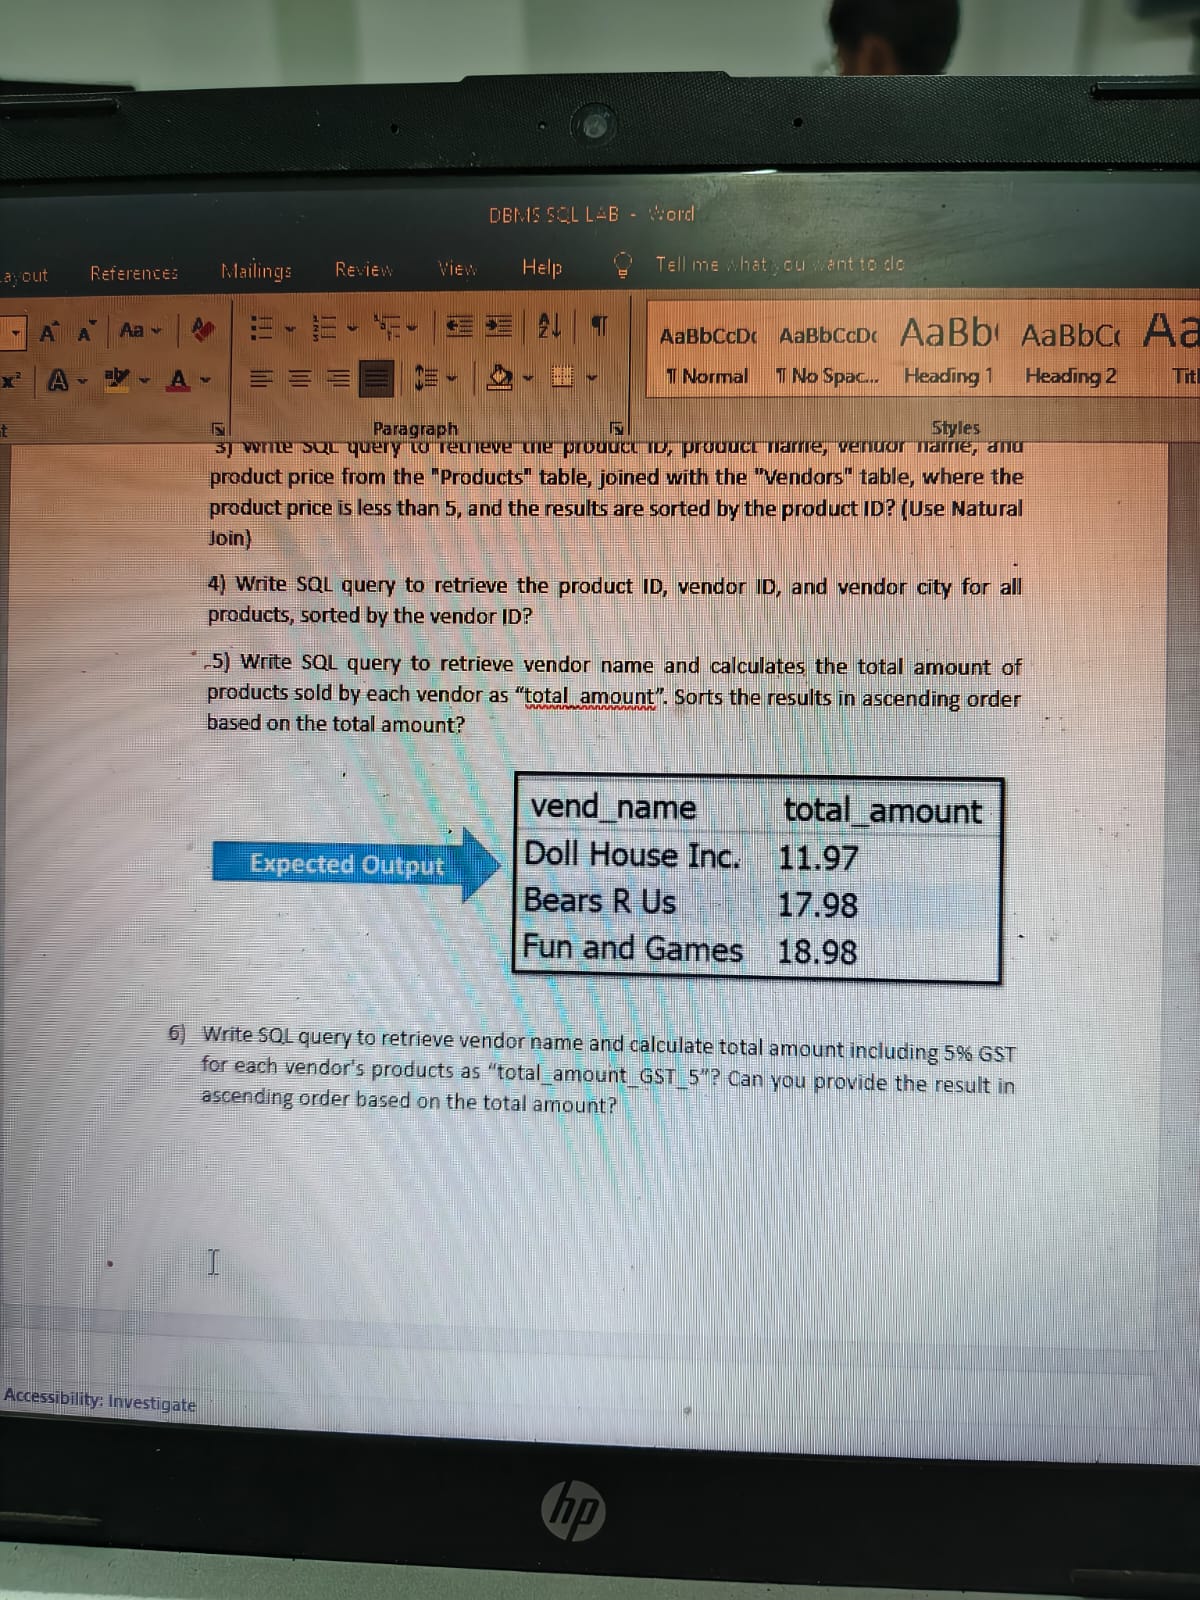 DBMS SQL LAB - Word
Layout References Mailings Review View Help Tell me what you want to do
A A Aa A
x² A ab A
AaBbCcDc AaBbCcDc AaBb AaBbCc Aa
¶ Normal ¶ No Spac... Heading 1 Heading 2 Titl
t Paragraph Styles
3) Write SQL query to retrieve the product ID, product name, vendor name, and
product price from the "Products" table, joined with the "Vendors" table, where the
product price is less than 5, and the results are sorted by the product ID? (Use Natural
Join)
4) Write SQL query to retrieve the product ID, vendor ID, and vendor city for all
products, sorted by the vendor ID?
5) Write SQL query to retrieve vendor name and calculates the total amount of
products sold by each vendor as “total_amount”. Sorts the results in ascending order
based on the total amount?
Expected Output
vend_name total_amount
Doll House Inc. 11.97
Bears R Us 17.98
Fun and Games 18.98
6) Write SQL query to retrieve vendor name and calculate total amount including 5% GST
for each vendor's products as “total_amount_GST_5”? Can you provide the result in
ascending order based on the total amount?
Accessibility: Investigate
hp